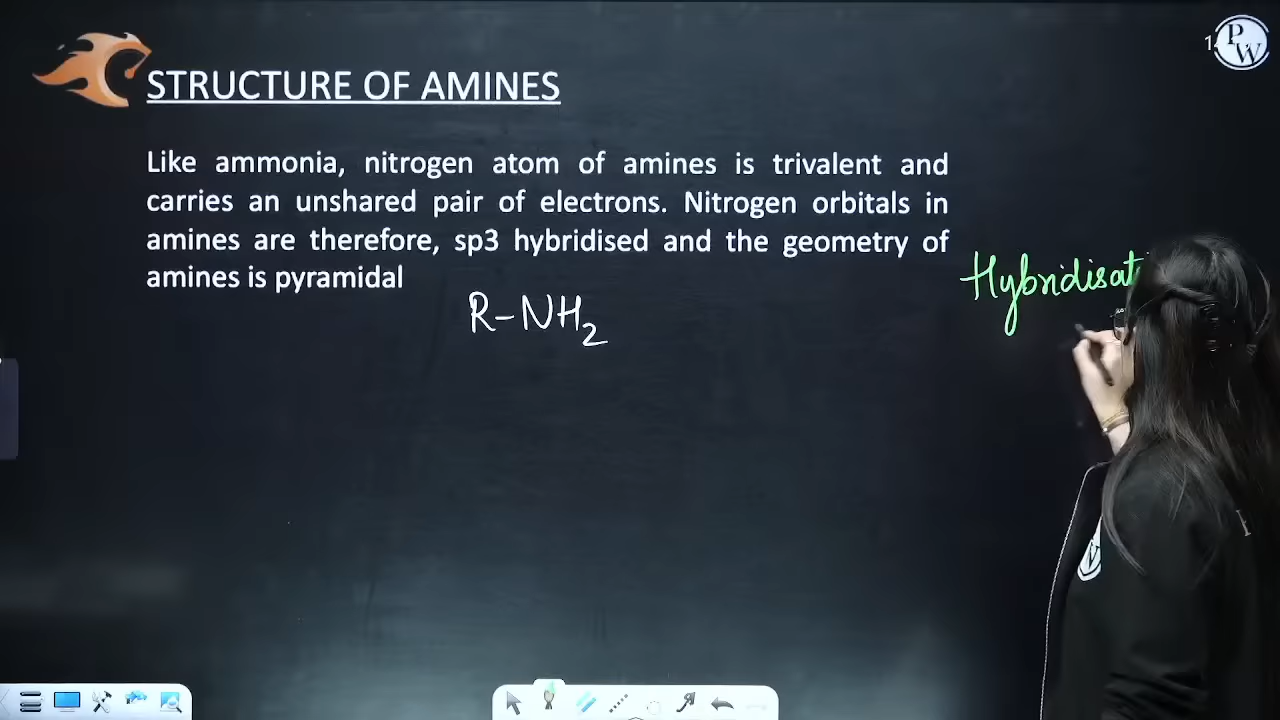 STRUCTURE OF AMINES
Like ammonia, nitrogen atom of amines is trivalent and
carries an unshared pair of electrons. Nitrogen orbitals in
amines are therefore, sp3 hybridised and the geometry of
amines is pyramidal
R-NH2
PW